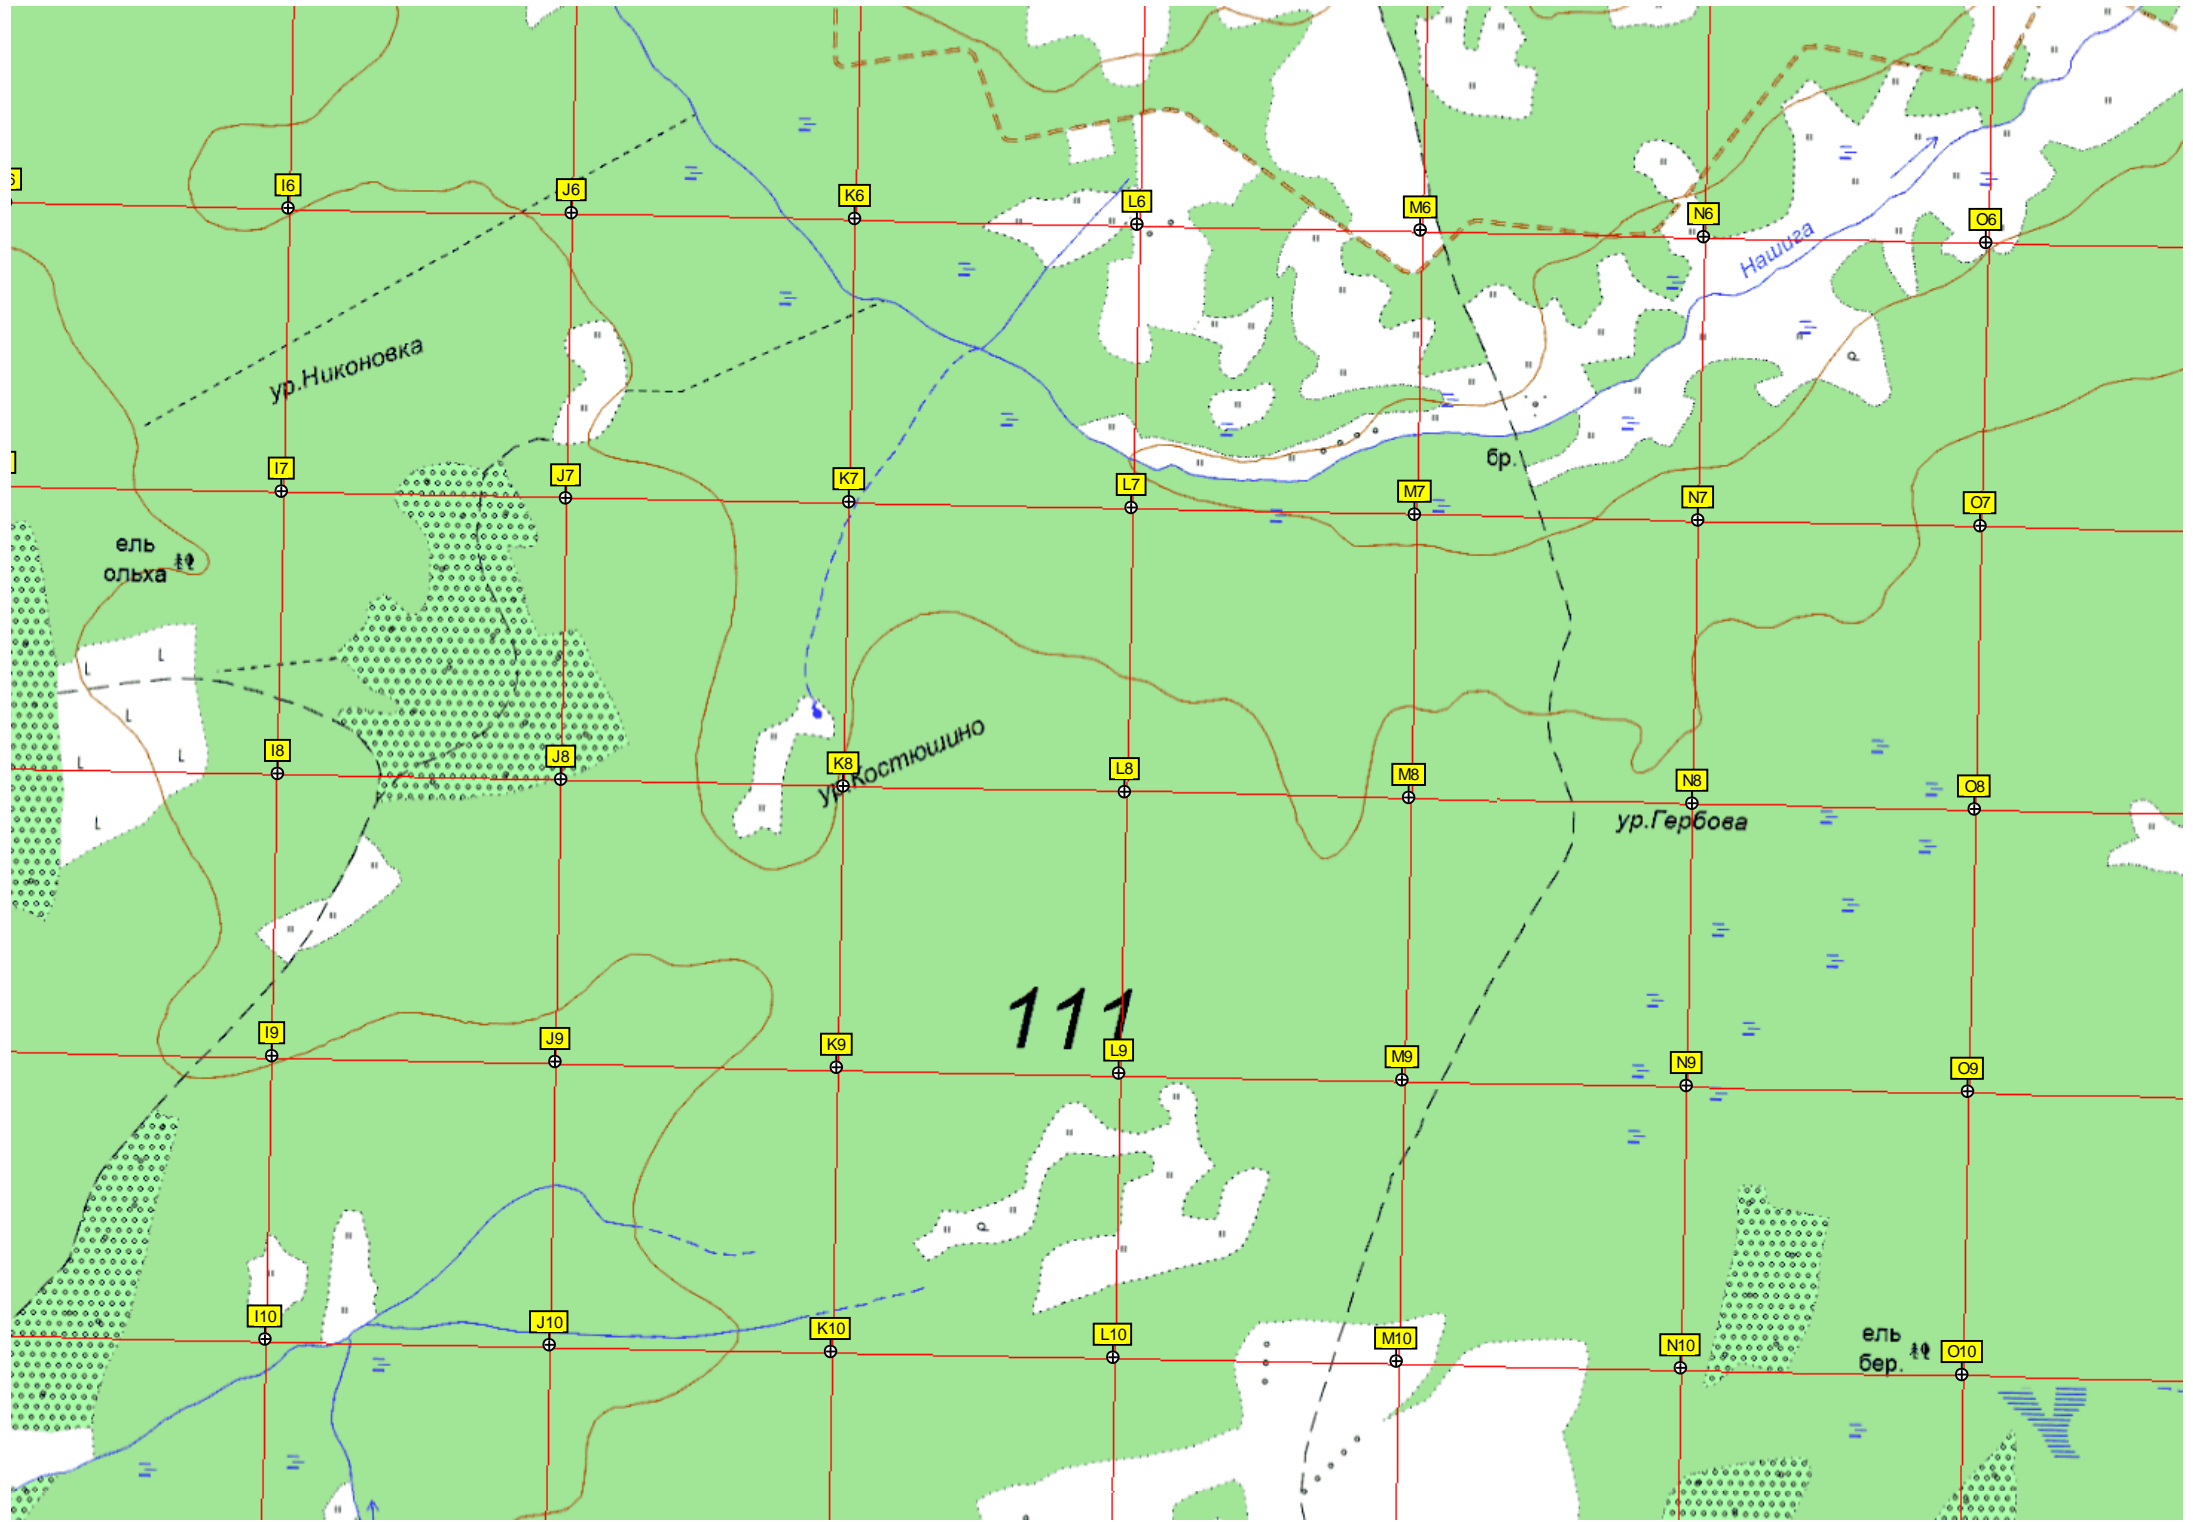 I6
J6
K6
L6
M6
N6
O6
Нашига
ур.Никоновка
бр.
I7
J7
K7
L7
M7
N7
O7
ель
ольха
I8
J8
K8
L8
M8
N8
O8
ур.Костюшино
ур.Гербова
111
I9
J9
K9
L9
M9
N9
O9
I10
J10
K10
L10
M10
N10
O10
ель
бер.